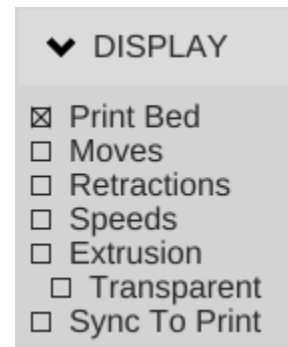 DISPLAY
Print Bed
Moves
Retractions
Speeds
Extrusion
Transparent
Sync To Print